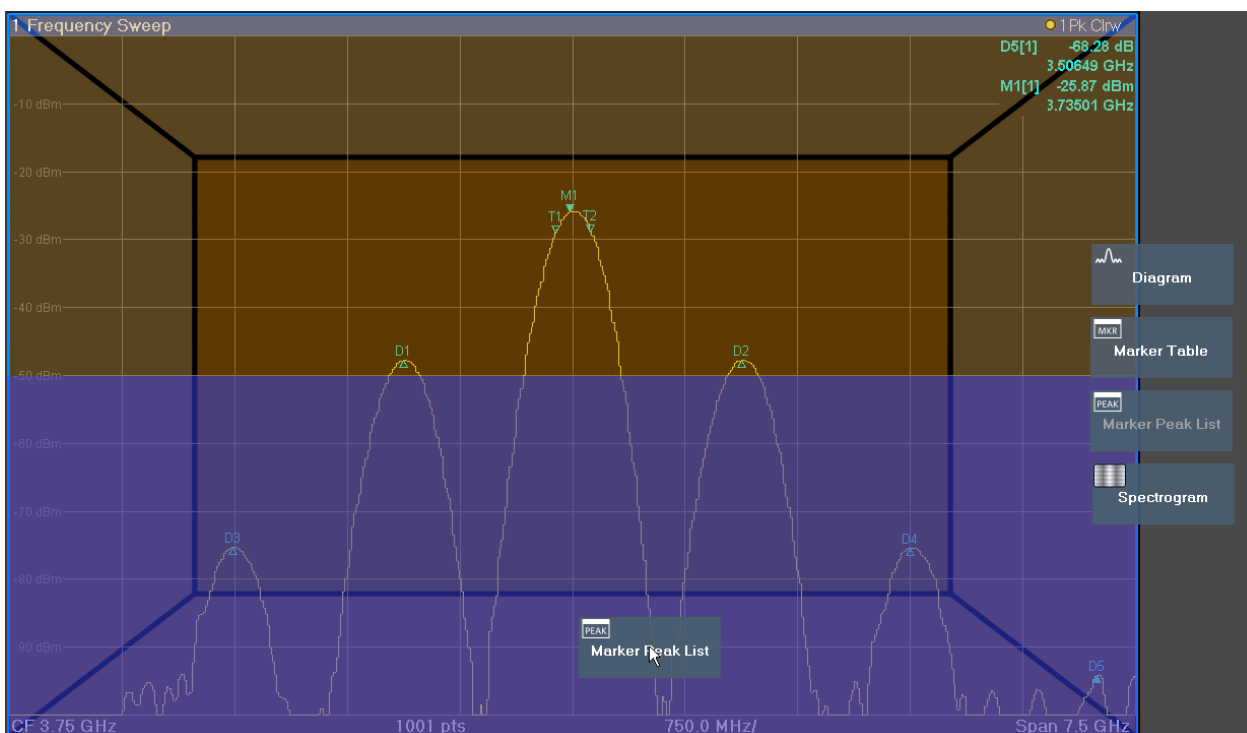 1 Frequency Sweep
1Pk Clrw
D5[1] -68.28 dB
3.50649 GHz
M1[1] -25.87 dBm
3.73501 GHz
-10 dBm
-20 dBm
M1
T1 T2
-30 dBm
Diagram
-40 dBm
MKR
Marker Table
D1 D2
-50 dBm
PEAK
Marker Peak List
-60 dBm
Spectrogram
-70 dBm
D3 D4
-80 dBm
PEAK
Marker Peak List
-90 dBm
D5
CF 3.75 GHz 1001 pts 750.0 MHz/ Span 7.5 GHz